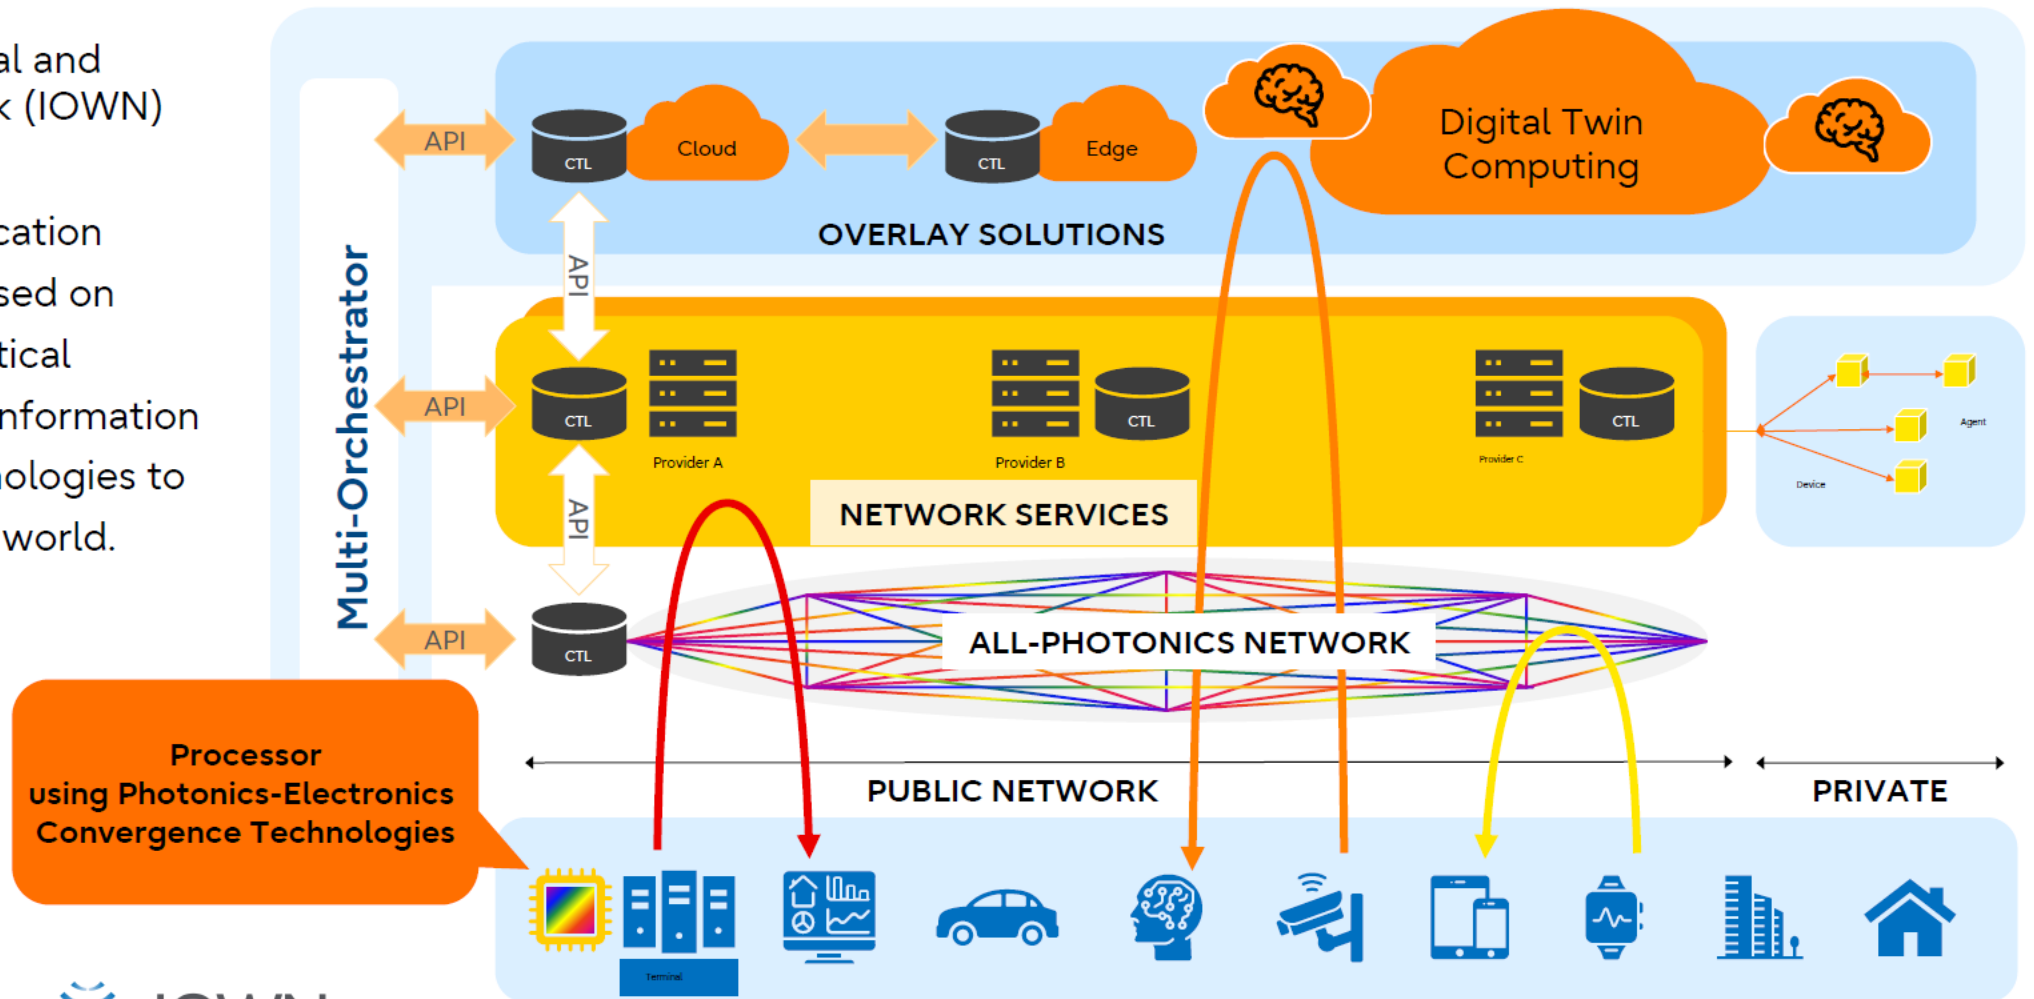 al and
k (IOWN)
cation
sed on
tical
nformation
nologies to
world.
Multi-Orchestrator
API
CTL
Cloud
CTL
Edge
Digital Twin
Computing
OVERLAY SOLUTIONS
API
API
CTL
Provider A
Provider B
CTL
Provider C
CTL
NETWORK SERVICES
Agent
Device
API
API
CTL
ALL-PHOTONICS NETWORK
PUBLIC NETWORK
PRIVATE
Processor
using Photonics-Electronics
Convergence Technologies
Terminal
IOWN